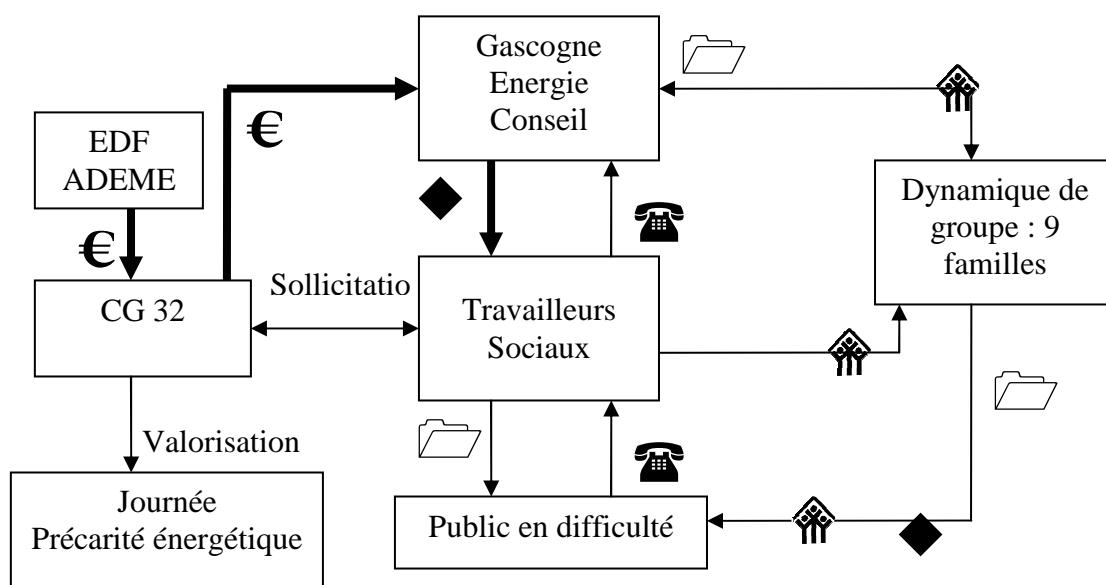 Gascogne
Energie
Conseil
€
EDF
ADEME
€
Dynamique de
groupe : 9
familles
Sollicitatio
CG 32
Travailleurs
Sociaux
Valorisation
Journée
Précarité énergétique
Public en difficulté